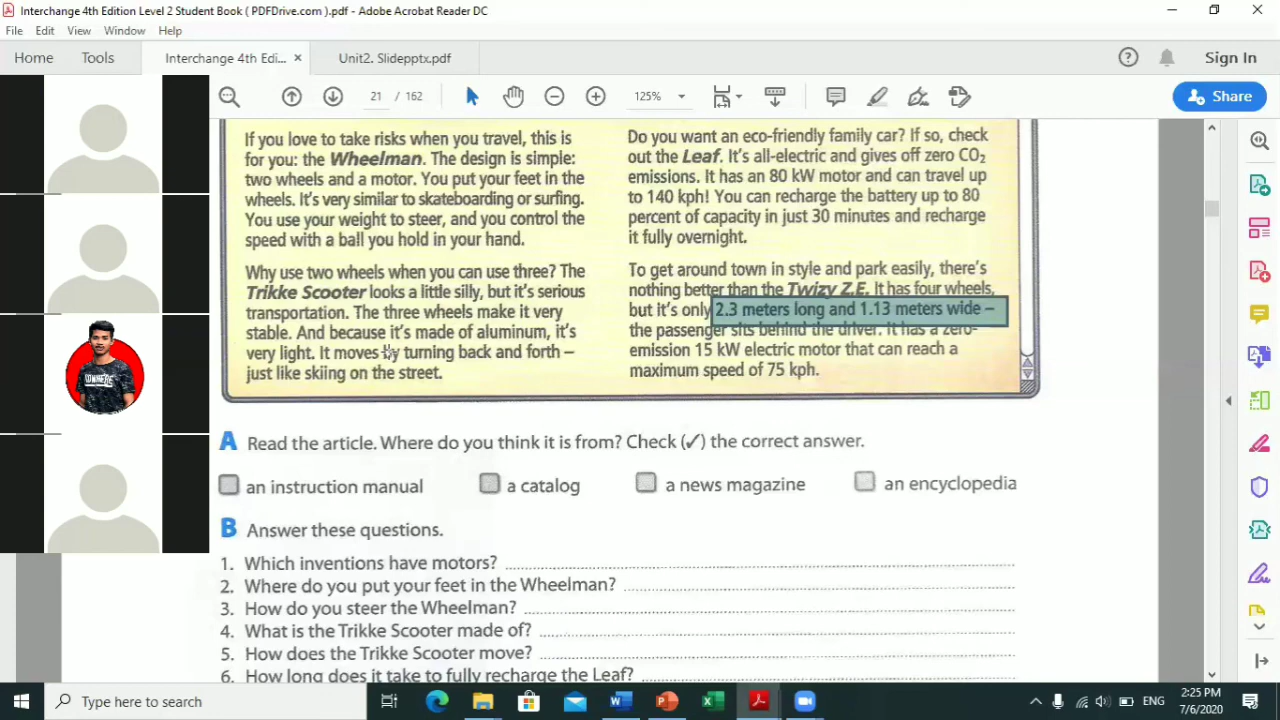 Interchange 4th Edition Level 2 Student Book ( PDFDrive.com ).pdf - Adobe Acrobat Reader DC
File Edit View Window Help
Home Tools Interchange 4th Edi... × Unit2. Slidepptx.pdf Sign In
21 / 162 125% Share
If you love to take risks when you travel, this is
for you: the Wheelman. The design is simple:
two wheels and a motor. You put your feet in the
wheels. It's very similar to skateboarding or surfing.
You use your weight to steer, and you control the
speed with a ball you hold in your hand.
Why use two wheels when you can use three? The
Trikke Scooter looks a little silly, but it's serious
transportation. The three wheels make it very
stable. And because it's made of aluminum, it's
very light. It moves by turning back and forth –
just like skiing on the street.
Do you want an eco-friendly family car? If so, check
out the Leaf. It's all-electric and gives off zero CO₂
emissions. It has an 80 kW motor and can travel up
to 140 kph! You can recharge the battery up to 80
percent of capacity in just 30 minutes and recharge
it fully overnight.
To get around town in style and park easily, there's
nothing better than the Twizy Z.E. It has four wheels,
but it's only 2.3 meters long and 1.13 meters wide –
the passenger sits behind the driver. It has a zero-
emission 15 kW electric motor that can reach a
maximum speed of 75 kph.
A Read the article. Where do you think it is from? Check (✓) the correct answer.
an instruction manual a catalog a news magazine an encyclopedia
B Answer these questions.
1. Which inventions have motors?
2. Where do you put your feet in the Wheelman?
3. How do you steer the Wheelman?
4. What is the Trikke Scooter made of?
5. How does the Trikke Scooter move?
6. How long does it take to fully recharge the Leaf?
Type here to search
ENG
2:25 PM
7/6/2020